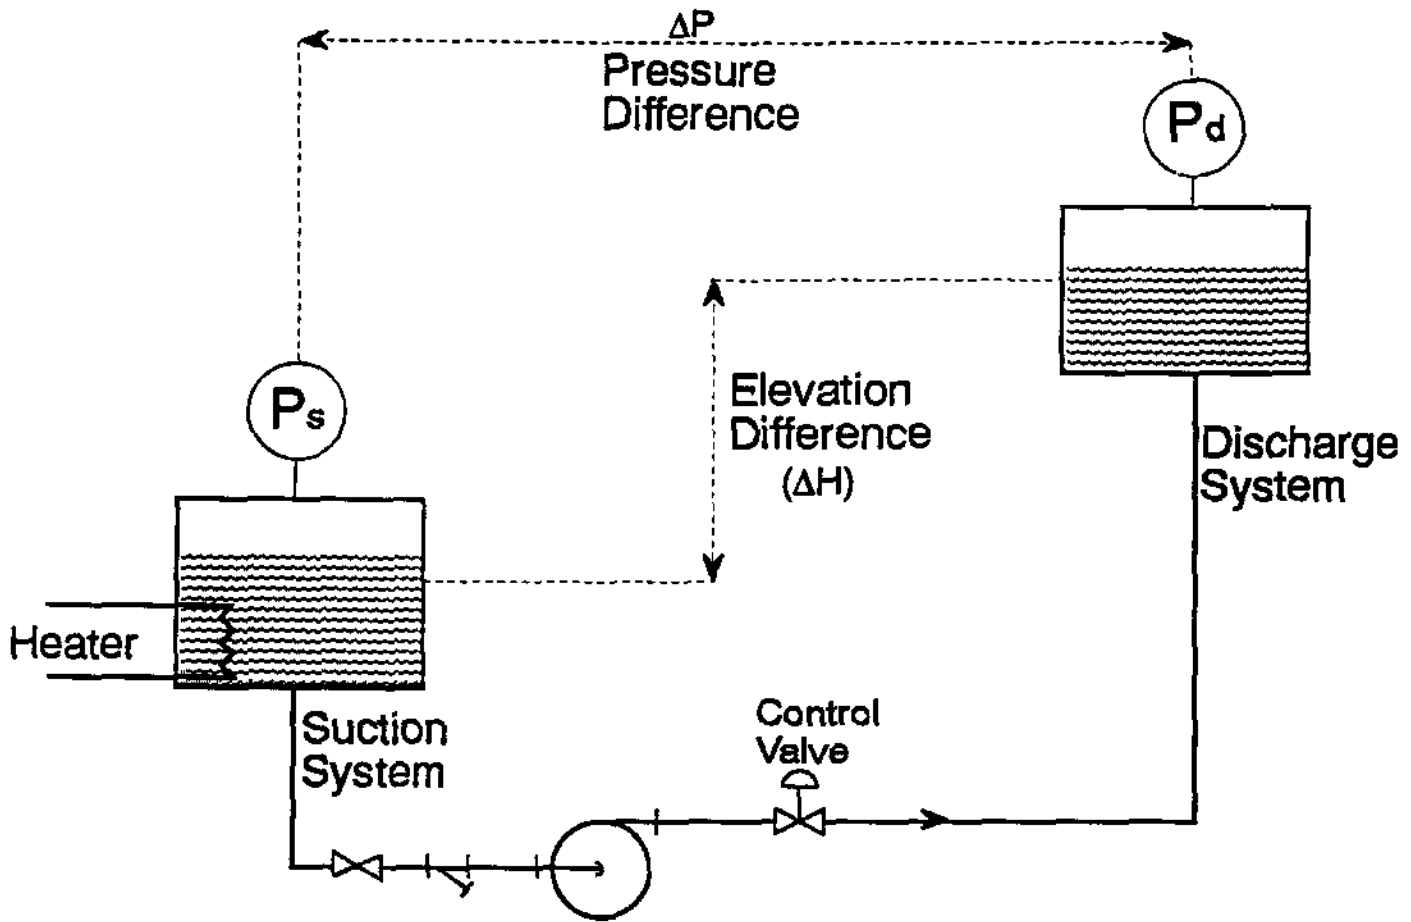 ΔP
Pressure
Difference
Pd
Ps
Elevation
Difference
(ΔH)
Discharge
System
Heater
Suction
System
Control
Valve